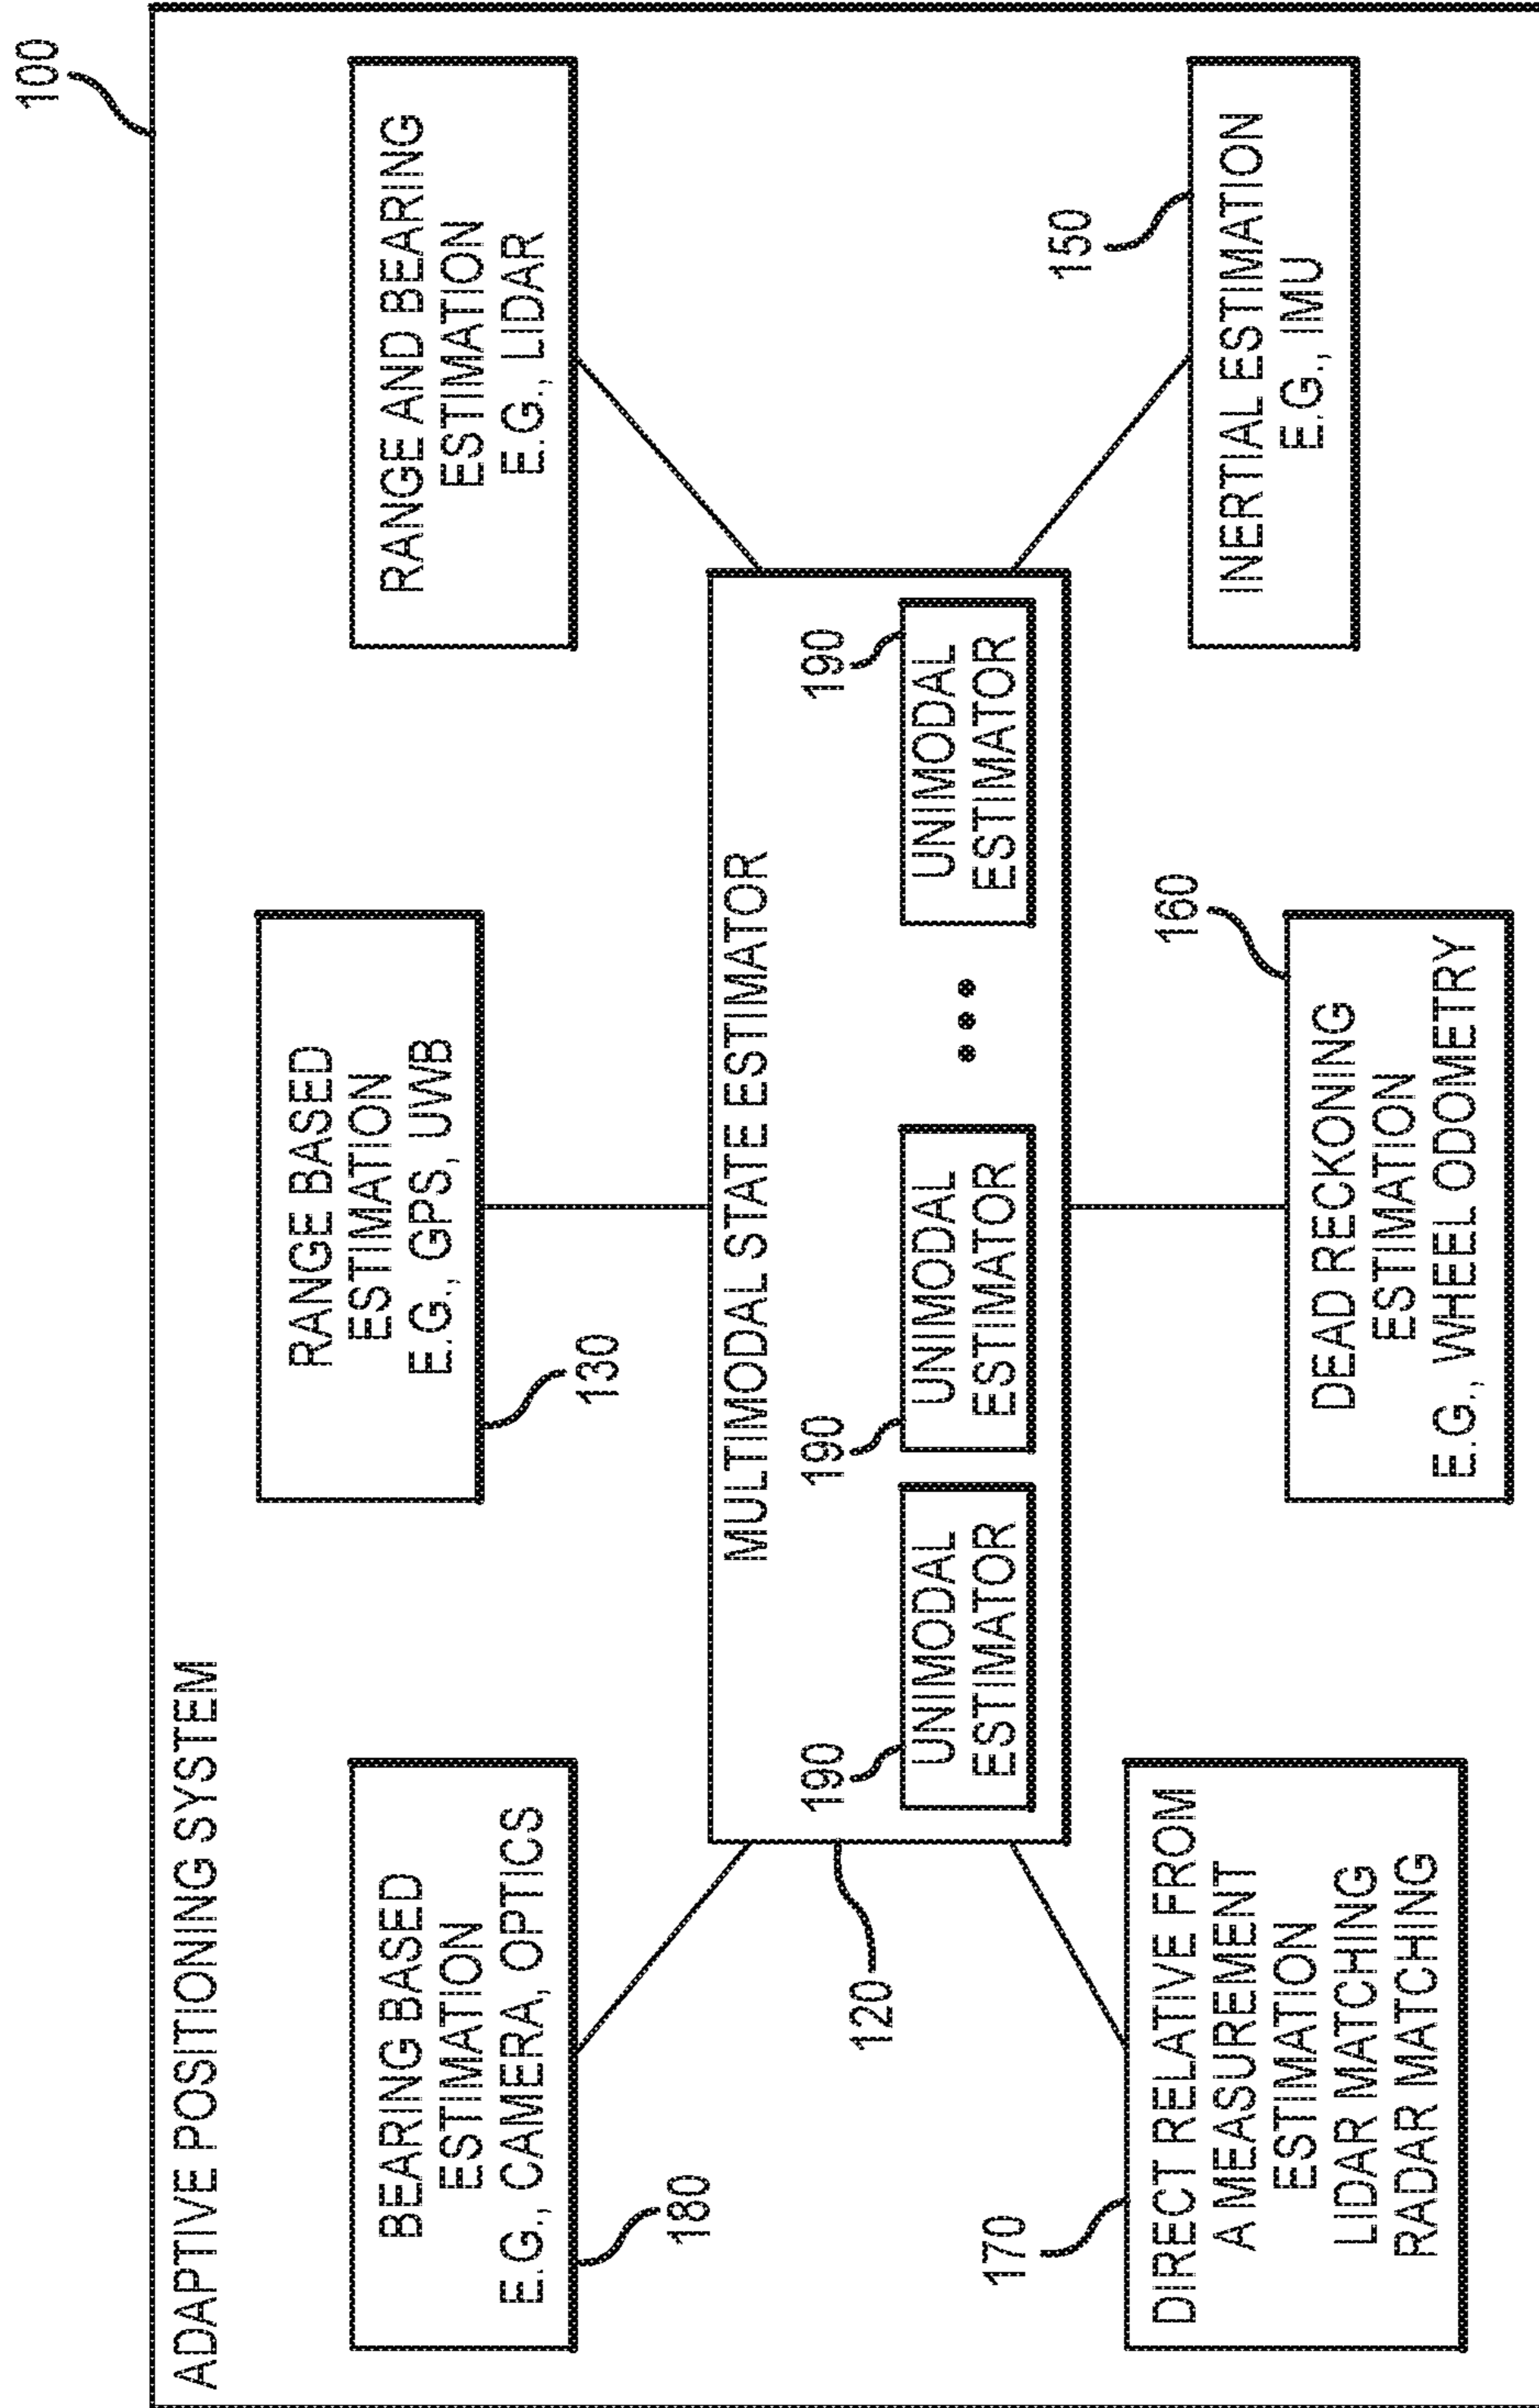 100
ADAPTIVE POSITIONING SYSTEM
BEARING BASED
ESTIMATION
E.G., CAMERA, OPTICS
180
RANGE BASED
ESTIMATION
E.G., GPS, UWB
130
RANGE AND BEARING
ESTIMATION
E.G., LIDAR
MULTIMODAL STATE ESTIMATOR
120
190
UNIMODAL
ESTIMATOR
190
UNIMODAL
ESTIMATOR
•••
190
UNIMODAL
ESTIMATOR
170
DIRECT RELATIVE FROM
A MEASUREMENT
ESTIMATION
LIDAR MATCHING
RADAR MATCHING
160
DEAD RECKONING
ESTIMATION
E.G., WHEEL ODOMETRY
150
INERTIAL ESTIMATION
E.G., IMU